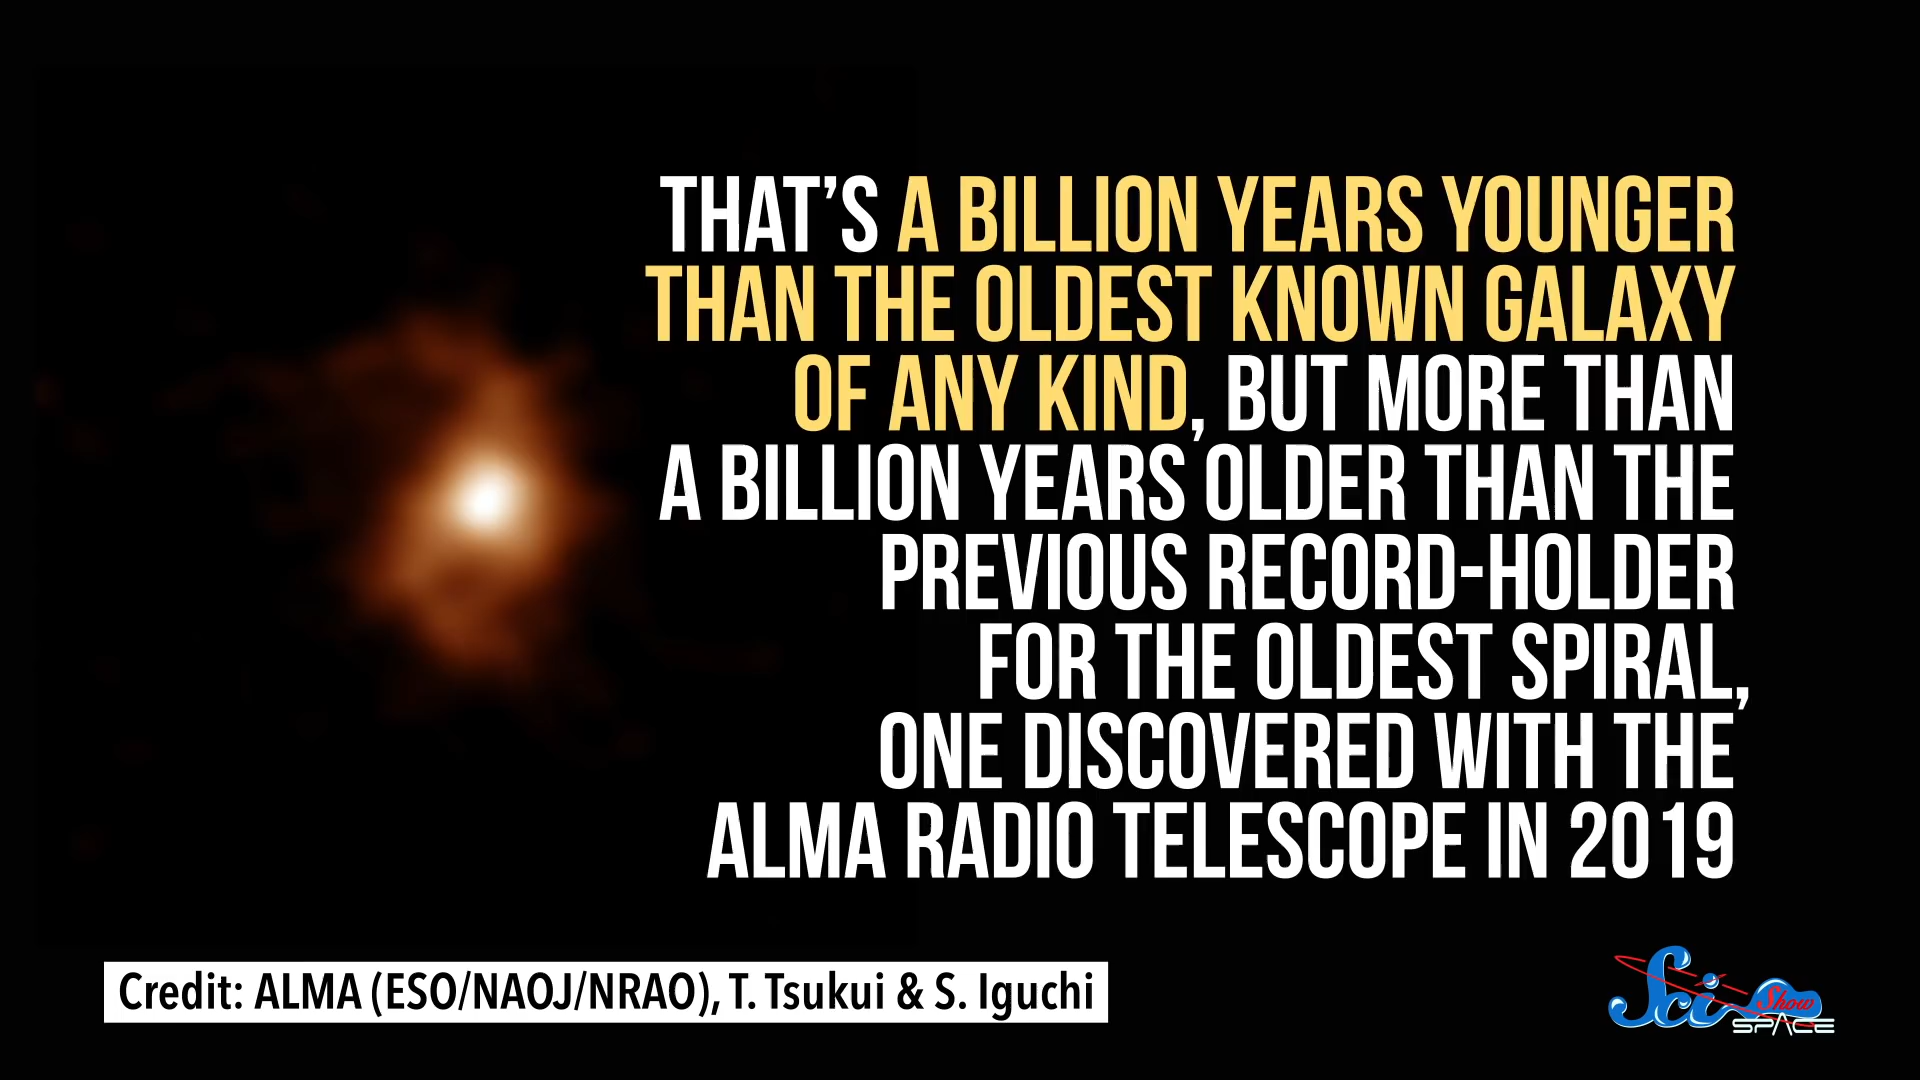 THAT’S A BILLION YEARS YOUNGER
THAN THE OLDEST KNOWN GALAXY
OF ANY KIND, BUT MORE THAN
A BILLION YEARS OLDER THAN THE
PREVIOUS RECORD-HOLDER
FOR THE OLDEST SPIRAL,
ONE DISCOVERED WITH THE
ALMA RADIO TELESCOPE IN 2019
Credit: ALMA (ESO/NAOJ/NRAO), T. Tsukui & S. Iguchi
Sci Show
SPACE